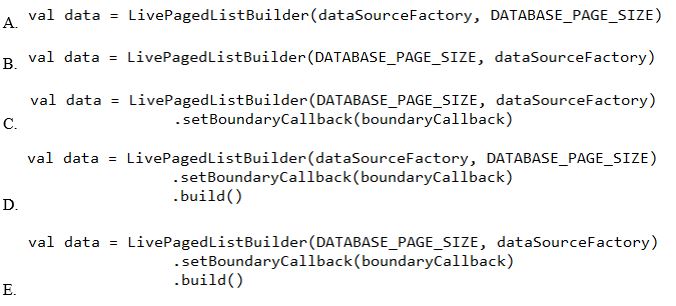 A. val data = LivePagedListBuilder(dataSourceFactory, DATABASE_PAGE_SIZE)
B. val data = LivePagedListBuilder(DATABASE_PAGE_SIZE, dataSourceFactory)
val data = LivePagedListBuilder(DATABASE_PAGE_SIZE, dataSourceFactory)
C. .setBoundaryCallback(boundaryCallback)
val data = LivePagedListBuilder(dataSourceFactory, DATABASE_PAGE_SIZE)
.setBoundaryCallback(boundaryCallback)
D. .build()
val data = LivePagedListBuilder(DATABASE_PAGE_SIZE, dataSourceFactory)
.setBoundaryCallback(boundaryCallback)
E. .build()